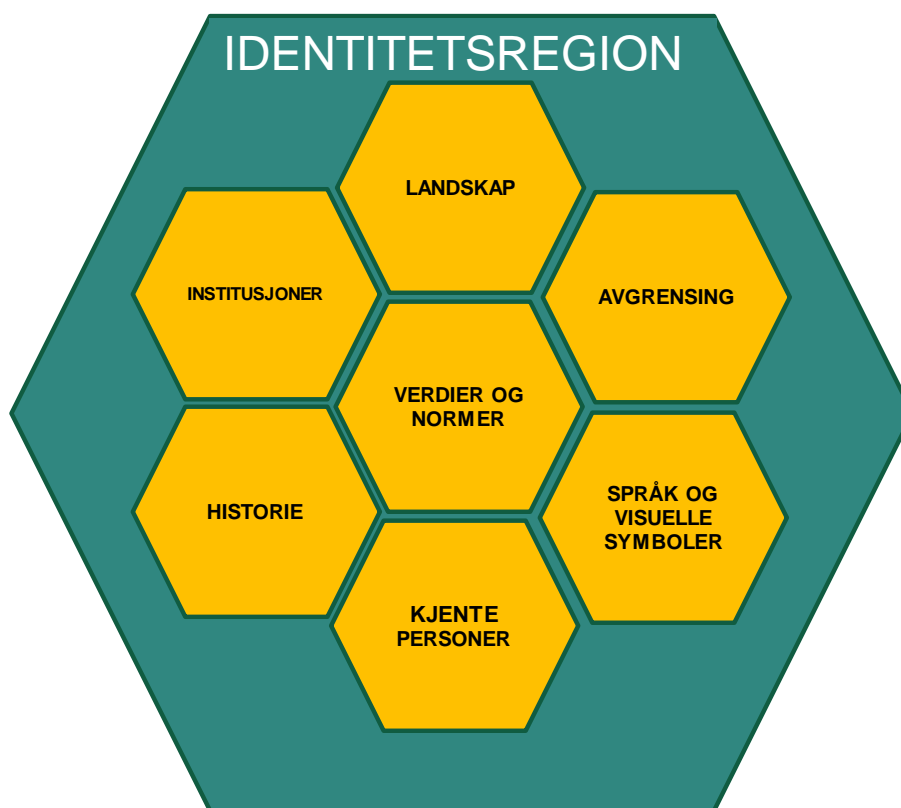 IDENTITETSREGION
LANDSKAP
INSTITUSJONER
AVGRENSING
VERDIER OG
NORMER
HISTORIE
SPRÅK OG
VISUELLE
SYMBOLER
KJENTE
PERSONER